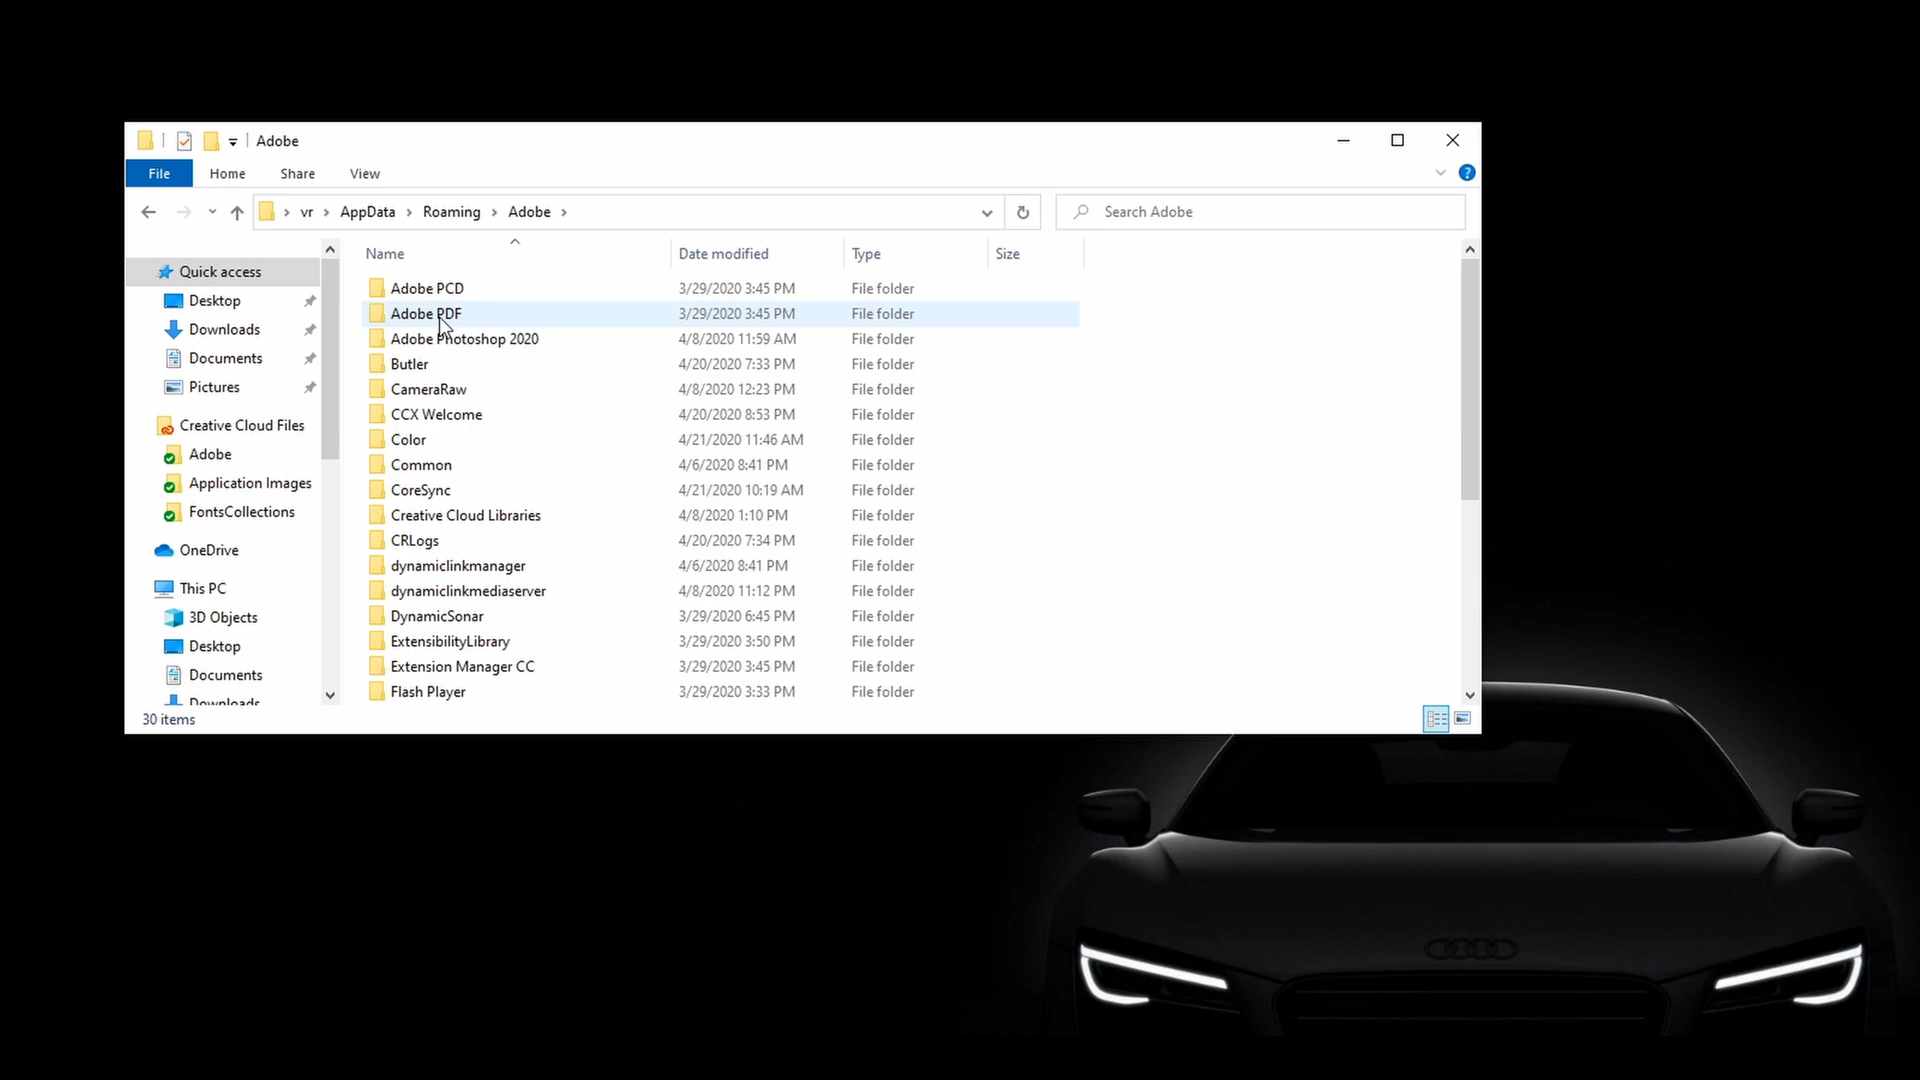 Adobe
File Home Share View
vr AppData Roaming Adobe Search Adobe
Name Date modified Type Size
Quick access
Desktop
Downloads
Documents
Pictures
Creative Cloud Files
Adobe
Application Images
FontsCollections
OneDrive
This PC
3D Objects
Desktop
Documents
Downloads
Adobe PCD 3/29/2020 3:45 PM File folder
Adobe PDF 3/29/2020 3:45 PM File folder
Adobe Photoshop 2020 4/8/2020 11:59 AM File folder
Butler 4/20/2020 7:33 PM File folder
CameraRaw 4/8/2020 12:23 PM File folder
CCX Welcome 4/20/2020 8:53 PM File folder
Color 4/21/2020 11:46 AM File folder
Common 4/6/2020 8:41 PM File folder
CoreSync 4/21/2020 10:19 AM File folder
Creative Cloud Libraries 4/8/2020 1:10 PM File folder
CRLogs 4/20/2020 7:34 PM File folder
dynamiclinkmanager 4/6/2020 8:41 PM File folder
dynamiclinkmediaserver 4/8/2020 11:12 PM File folder
DynamicSonar 3/29/2020 6:45 PM File folder
ExtensibilityLibrary 3/29/2020 3:50 PM File folder
Extension Manager CC 3/29/2020 3:45 PM File folder
Flash Player 3/29/2020 3:33 PM File folder
30 items